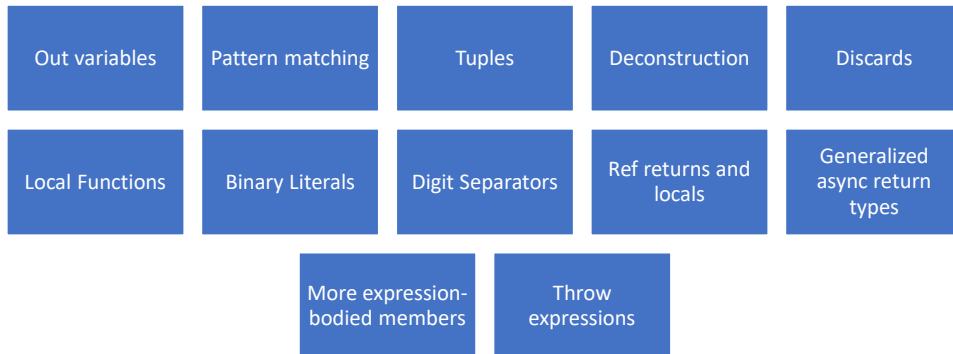 Out variables
Pattern matching
Tuples
Deconstruction
Discards
Local Functions
Binary Literals
Digit Separators
Ref returns and
locals
Generalized
async return
types
More expression-
bodied members
Throw
expressions